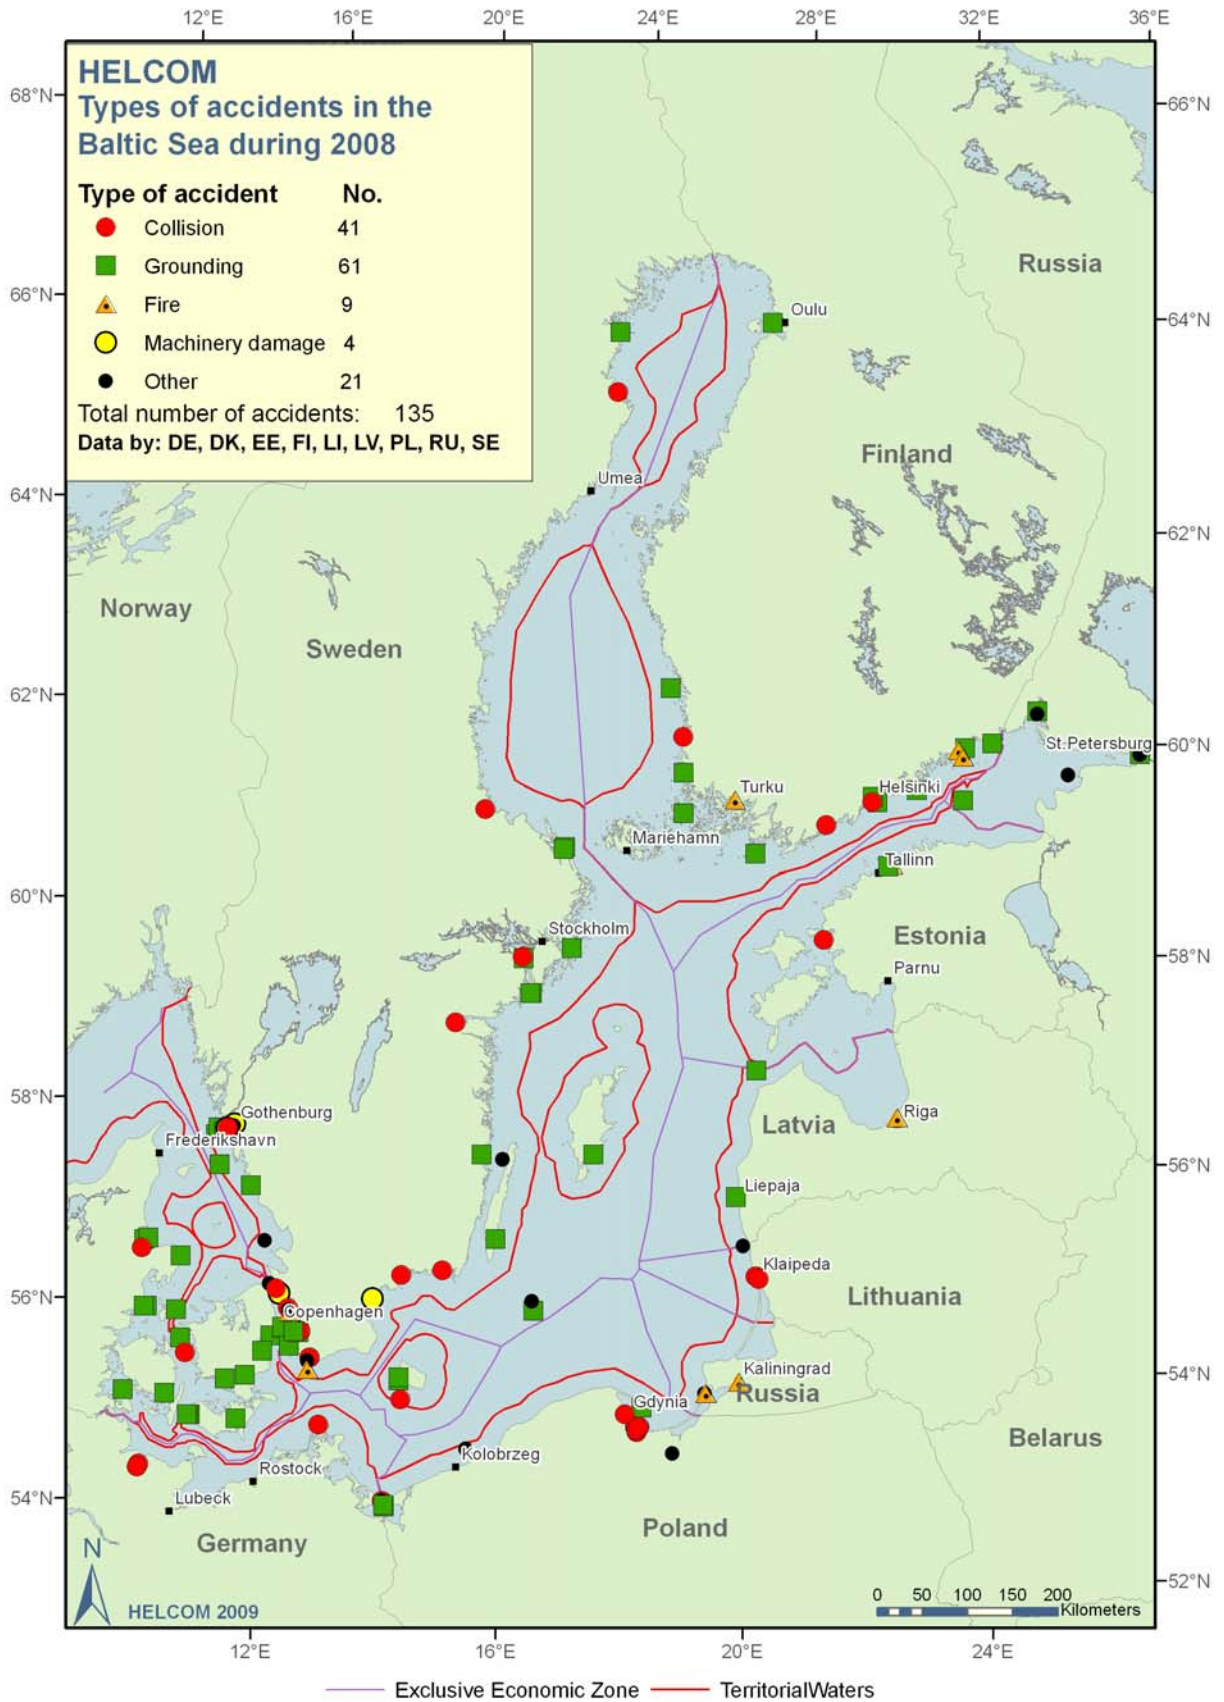 12°E 16°E 20°E 24°E 28°E 32°E 36°E
HELCOM
Types of accidents in the
Baltic Sea during 2008
Type of accident No.
Collision 41
Grounding 61
Fire 9
Machinery damage 4
Other 21
Total number of accidents: 135
Data by: DE, DK, EE, FI, LI, LV, PL, RU, SE
68°N
66°N
Russia
66°N
Oulu
64°N
Finland
Umea
64°N
62°N
Norway
Sweden
62°N
St.Petersburg
60°N
Turku
Helsinki
Mariehamn
Tallinn
60°N
Stockholm
Estonia
58°N
Parnu
58°N
Gothenburg
Riga
Latvia
Frederikshavn
56°N
Liepaja
Klaipeda
56°N
Lithuania
Copenhagen
Kaliningrad
54°N
Russia
Gdynia
Belarus
Kolobrzeg
Rostock
54°N
Lubeck
Poland
Germany
N
52°N
0 50 100 150 200
Kilometers
HELCOM 2009
12°E 16°E 20°E 24°E
Exclusive Economic Zone TerritorialWaters